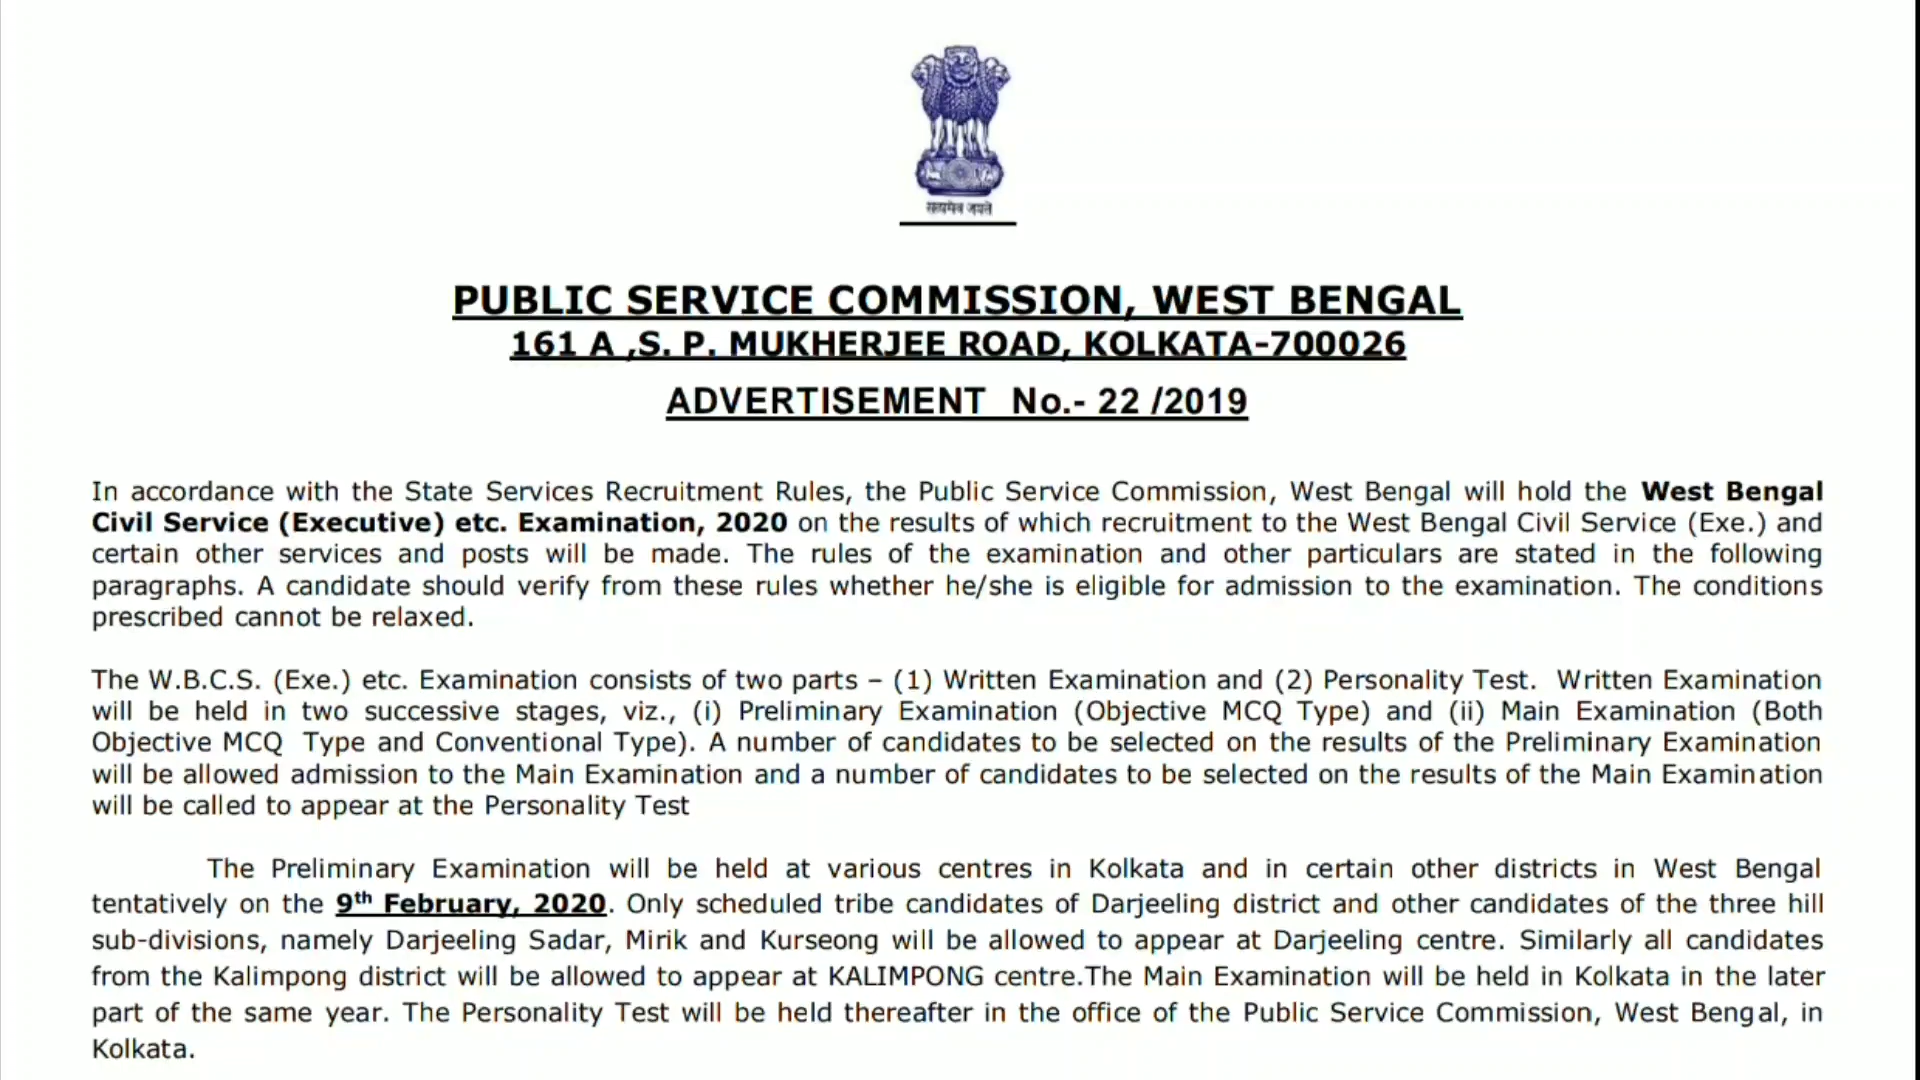 सत्यमेव जयते
PUBLIC SERVICE COMMISSION, WEST BENGAL
161 A ,S. P. MUKHERJEE ROAD, KOLKATA-700026
ADVERTISEMENT No.- 22 /2019
In accordance with the State Services Recruitment Rules, the Public Service Commission, West Bengal will hold the West Bengal
Civil Service (Executive) etc. Examination, 2020 on the results of which recruitment to the West Bengal Civil Service (Exe.) and
certain other services and posts will be made. The rules of the examination and other particulars are stated in the following
paragraphs. A candidate should verify from these rules whether he/she is eligible for admission to the examination. The conditions
prescribed cannot be relaxed.
The W.B.C.S. (Exe.) etc. Examination consists of two parts – (1) Written Examination and (2) Personality Test. Written Examination
will be held in two successive stages, viz., (i) Preliminary Examination (Objective MCQ Type) and (ii) Main Examination (Both
Objective MCQ Type and Conventional Type). A number of candidates to be selected on the results of the Preliminary Examination
will be allowed admission to the Main Examination and a number of candidates to be selected on the results of the Main Examination
will be called to appear at the Personality Test
The Preliminary Examination will be held at various centres in Kolkata and in certain other districts in West Bengal
tentatively on the 9th February, 2020. Only scheduled tribe candidates of Darjeeling district and other candidates of the three hill
sub-divisions, namely Darjeeling Sadar, Mirik and Kurseong will be allowed to appear at Darjeeling centre. Similarly all candidates
from the Kalimpong district will be allowed to appear at KALIMPONG centre.The Main Examination will be held in Kolkata in the later
part of the same year. The Personality Test will be held thereafter in the office of the Public Service Commission, West Bengal, in
Kolkata.